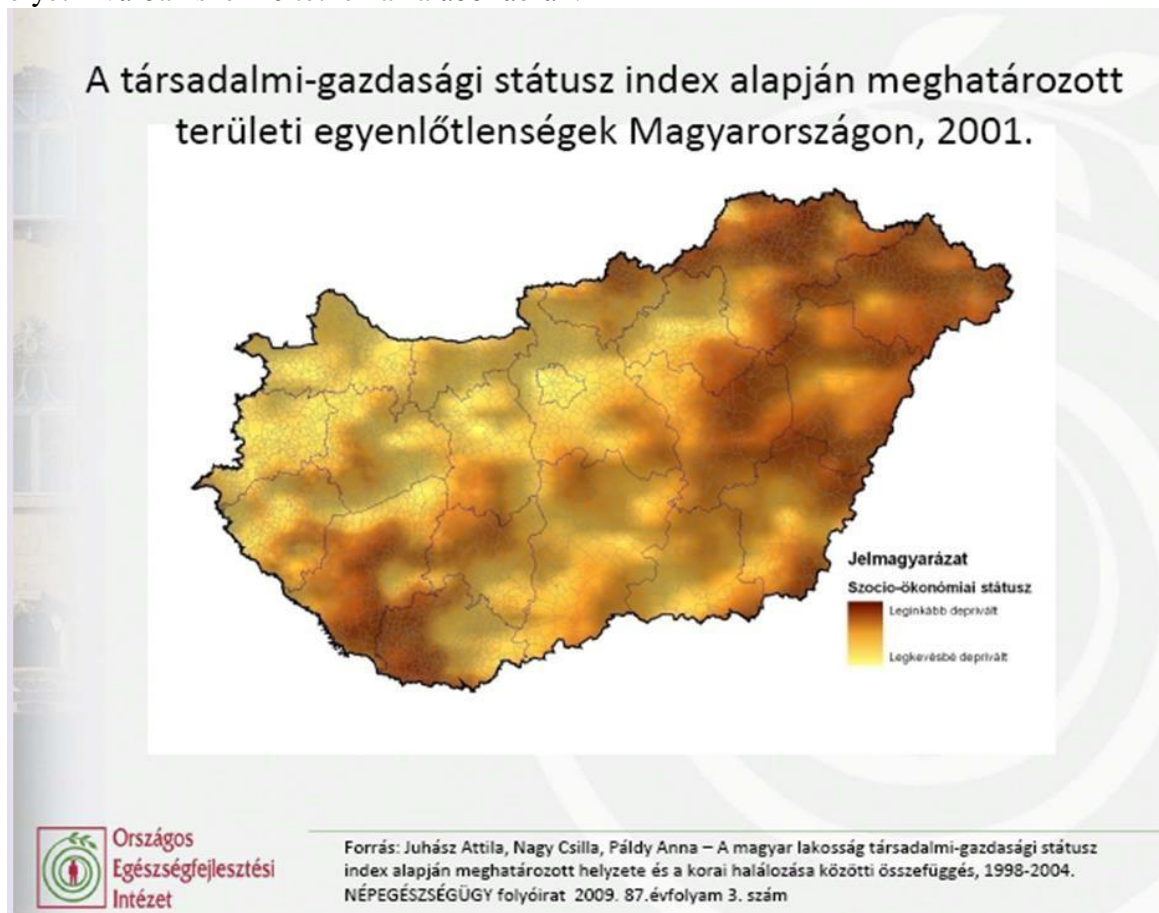 A társadalmi-gazdasági státusz index alapján meghatározott
területi egyenlőtlenségek Magyarországon, 2001.
Jelmagyarázat
Szocio-ökonómiai státusz
Leginkább deprivált
Legkevésbé deprivált
Országos
Egészségfejlesztési
Intézet
Forrás: Juhász Attila, Nagy Csilla, Páldy Anna – A magyar lakosság társadalmi-gazdasági státusz
index alapján meghatározott helyzete és a korai halálozása közötti összefüggés, 1998-2004.
NÉPEGÉSZSÉGÜGY folyóirat 2009. 87.évfolyam 3. szám